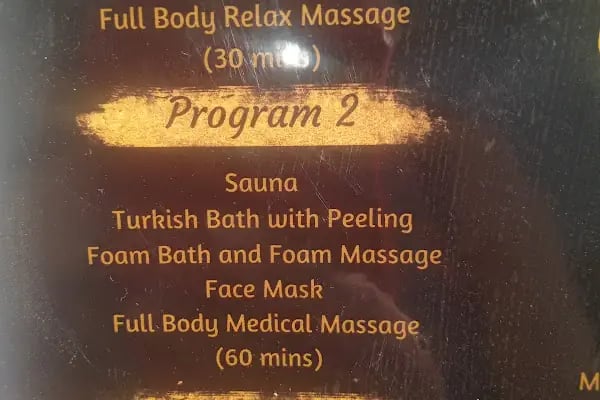 Full Body Relax Massage
(30 mins)
Program 2
Sauna
Turkish Bath with Peeling
Foam Bath and Foam Massage
Face Mask
Full Body Medical Massage
(60 mins)
M